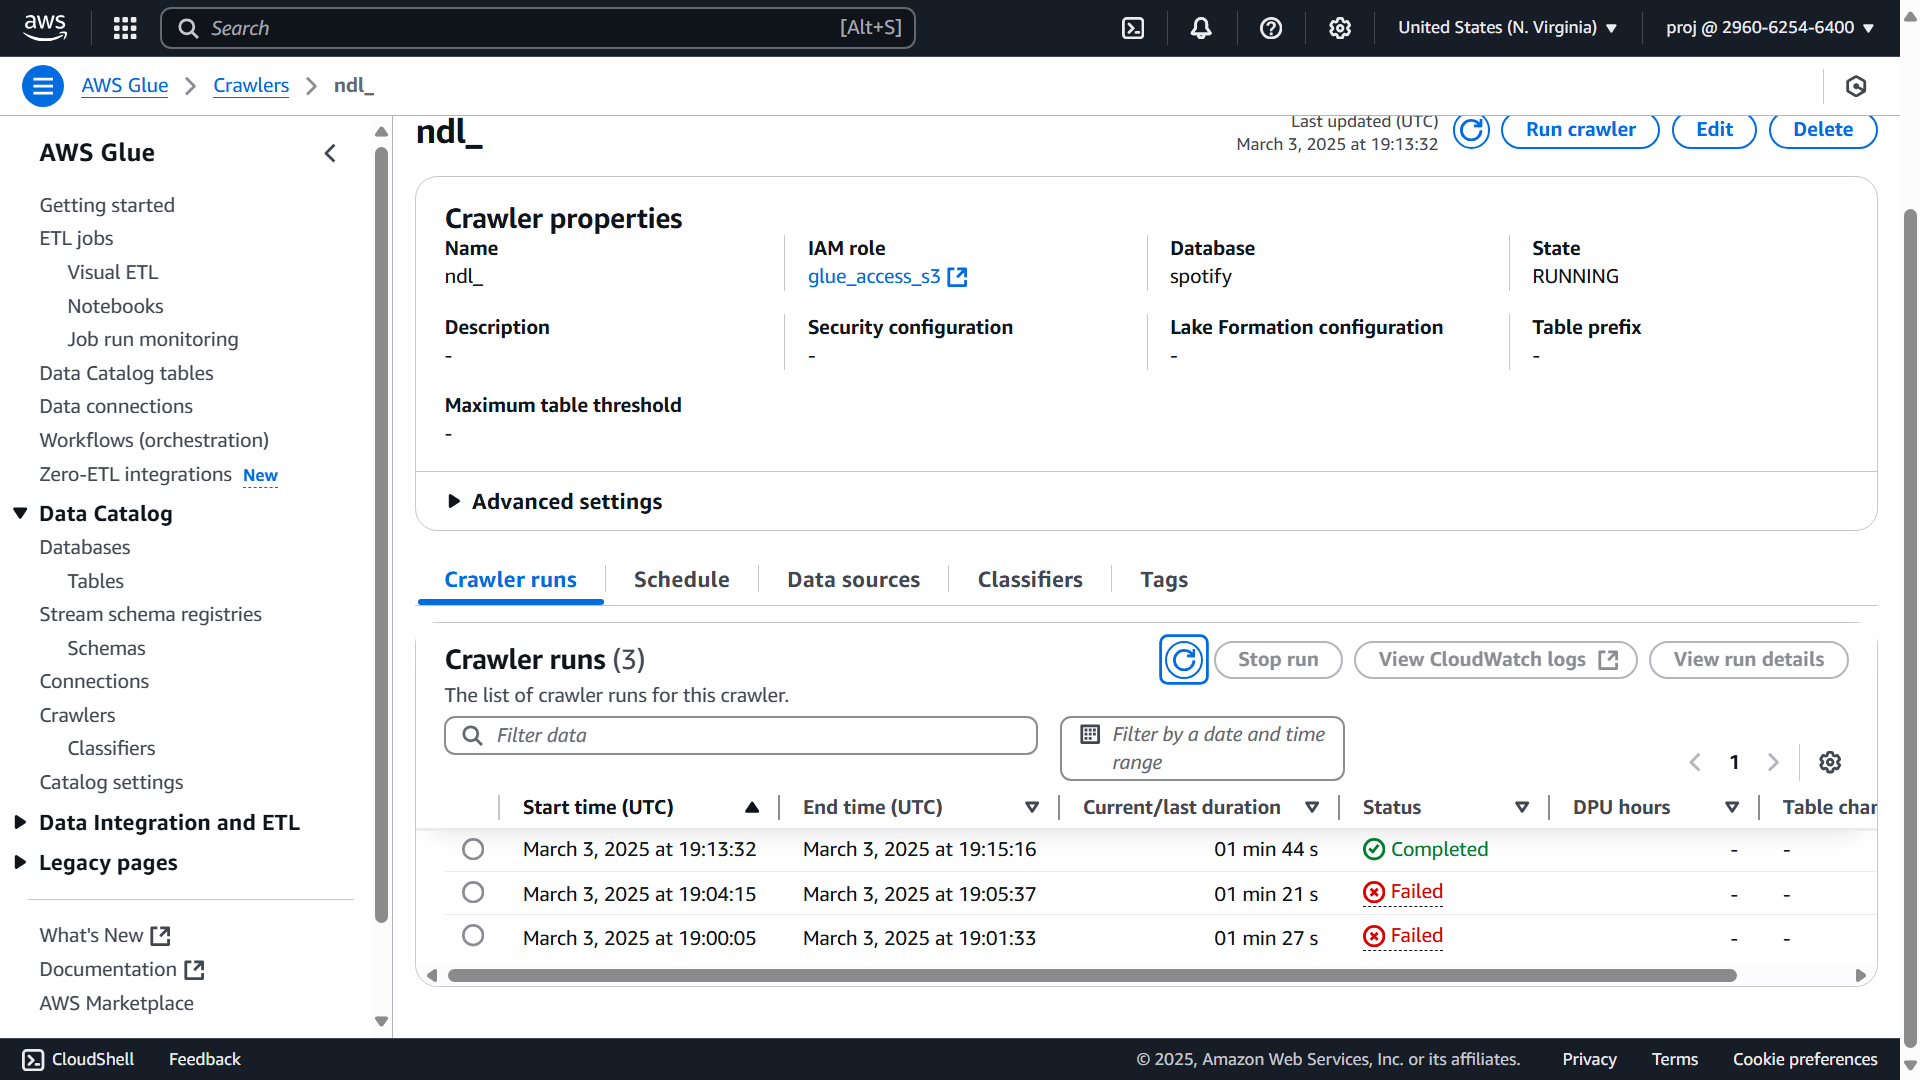 aws
Search [Alt+S]
United States (N. Virginia) ▼
proj @ 2960-6254-6400 ▼
AWS Glue > Crawlers > ndl_
AWS Glue
Getting started
ETL jobs
Visual ETL
Notebooks
Job run monitoring
Data Catalog tables
Data connections
Workflows (orchestration)
Zero-ETL integrations New
Data Catalog
Databases
Tables
Stream schema registries
Schemas
Connections
Crawlers
Classifiers
Catalog settings
Data Integration and ETL
Legacy pages
What's New
Documentation
AWS Marketplace
ndl_
Last updated (UTC)
March 3, 2025 at 19:13:32
Run crawler
Edit
Delete
Crawler properties
Name
ndl_
IAM role
glue_access_s3
Database
spotify
State
RUNNING
Description
-
Security configuration
-
Lake Formation configuration
-
Table prefix
-
Maximum table threshold
-
Advanced settings
Crawler runs
Schedule
Data sources
Classifiers
Tags
Crawler runs (3)
The list of crawler runs for this crawler.
Stop run
View CloudWatch logs
View run details
Filter data
Filter by a date and time
range
1
Start time (UTC) End time (UTC) Current/last duration Status DPU hours Table char
March 3, 2025 at 19:13:32 March 3, 2025 at 19:15:16 01 min 44 s Completed - -
March 3, 2025 at 19:04:15 March 3, 2025 at 19:05:37 01 min 21 s Failed - -
March 3, 2025 at 19:00:05 March 3, 2025 at 19:01:33 01 min 27 s Failed - -
CloudShell Feedback © 2025, Amazon Web Services, Inc. or its affiliates. Privacy Terms Cookie preferences